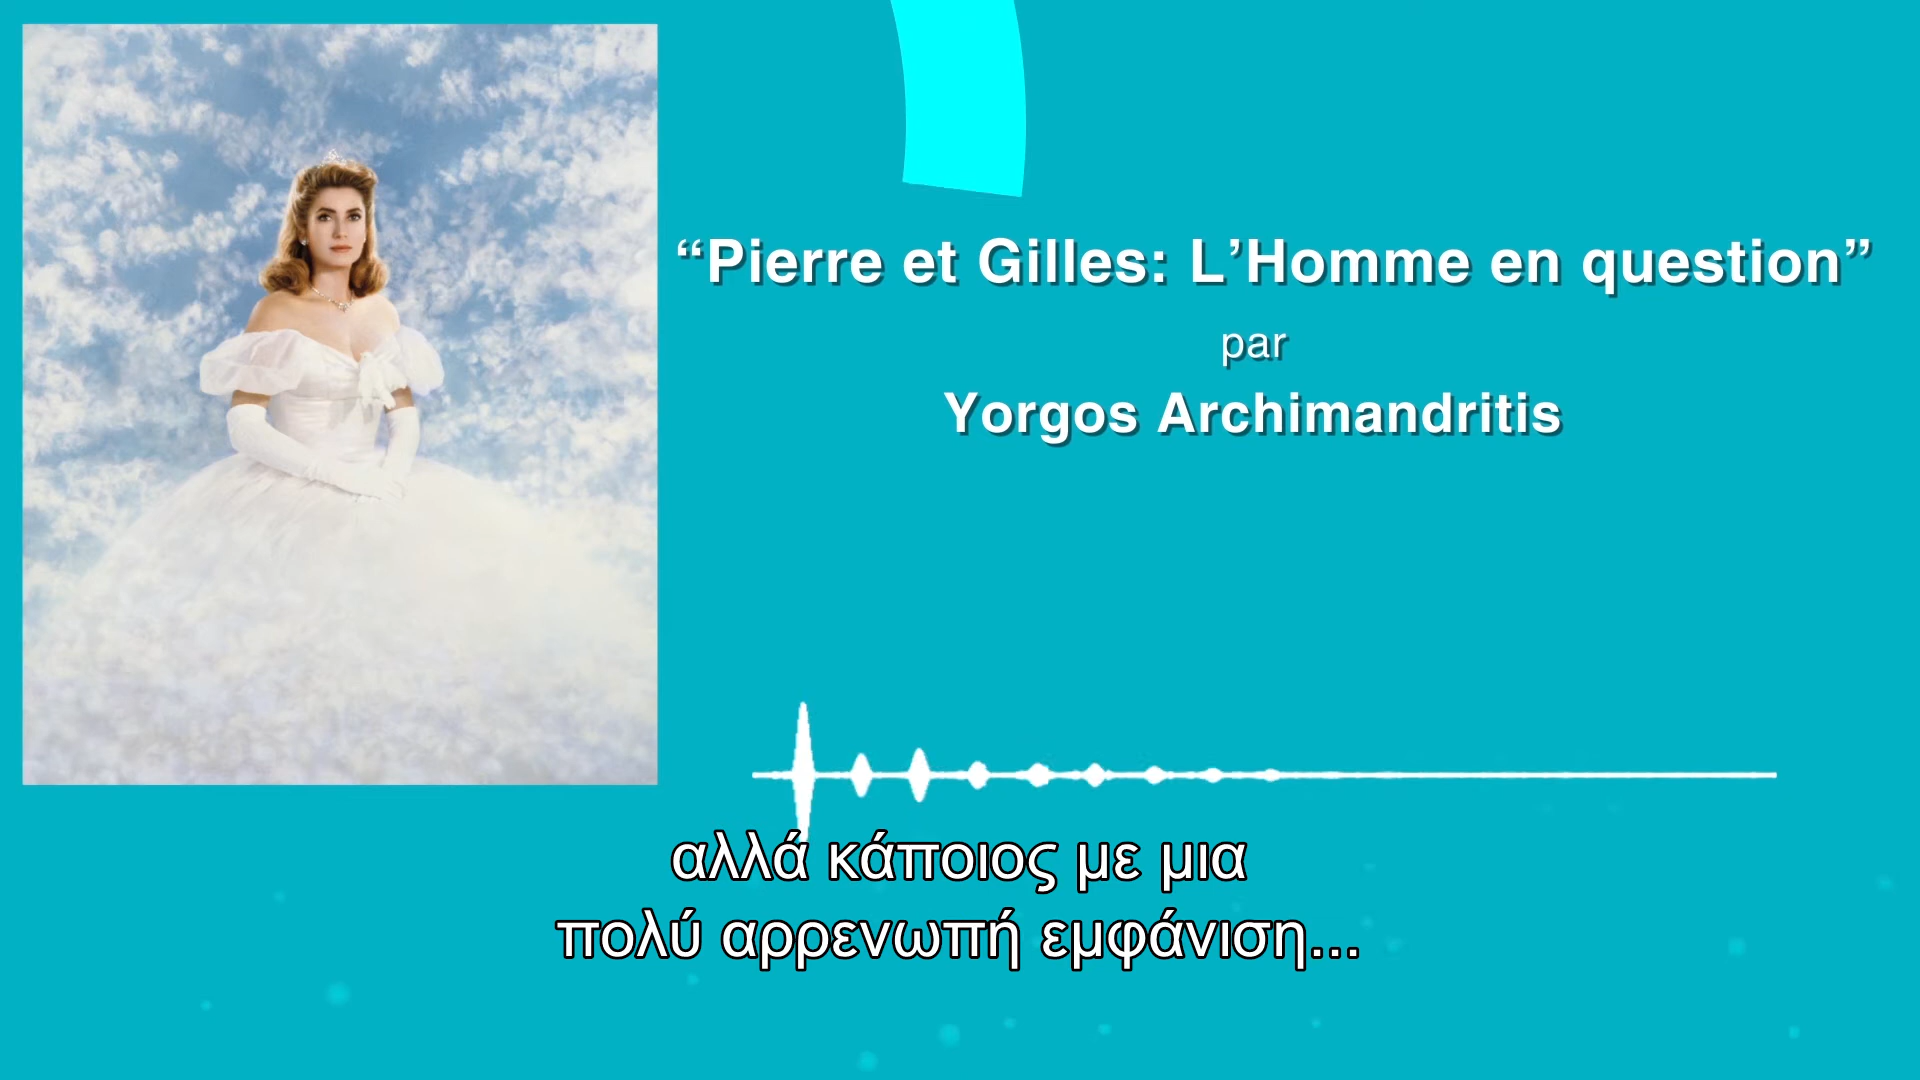 “Pierre et Gilles: L’Homme en question”
par
Yorgos Archimandritis
αλλά κάποιος με μια
πολύ αρρενωπή εμφάνιση...